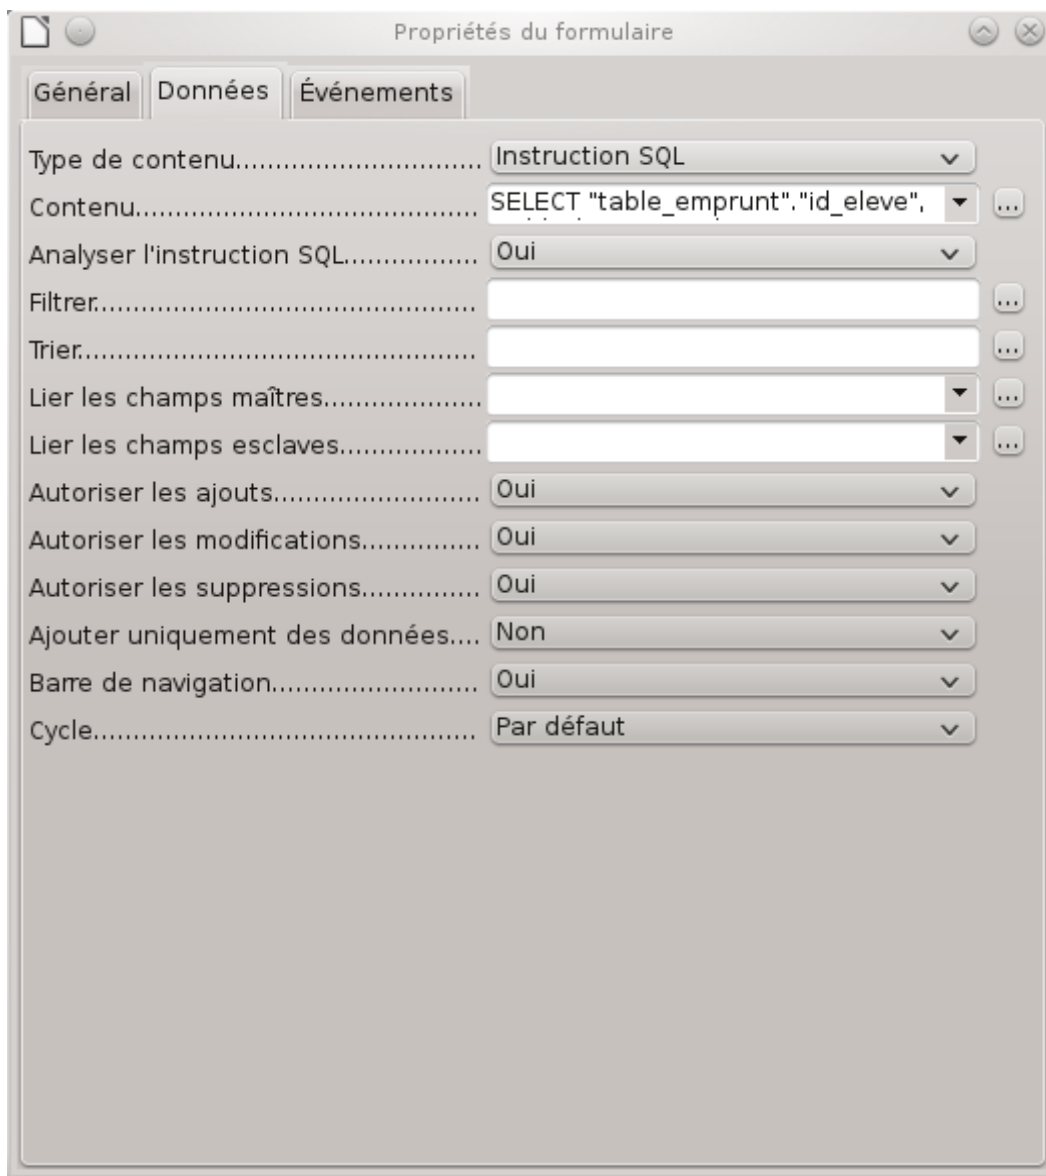 Propriétés du formulaire
Général Données Événements
Type de contenu............................... Instruction SQL
Contenu........................................... SELECT "table_emprunt"."id_eleve", ...
Analyser l'instruction SQL................. Oui
Filtrer................................................ ...
Trier.................................................. ...
Lier les champs maîtres.................... ...
Lier les champs esclaves.................. ...
Autoriser les ajouts.......................... Oui
Autoriser les modifications............... Oui
Autoriser les suppressions............... Oui
Ajouter uniquement des données.... Non
Barre de navigation.......................... Oui
Cycle................................................ Par défaut